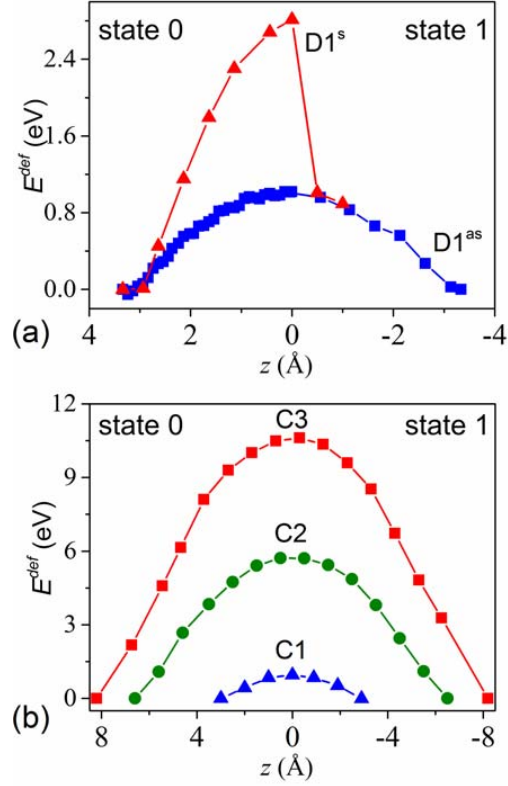 state 0
state 1
D1ˢ
D1ᵃˢ
Eᵈᵉᶠ (eV)
2.4
1.6
0.8
0.0
4
2
0
-2
-4
z (Å)
(a)
state 0
state 1
C3
C2
C1
Eᵈᵉᶠ (eV)
12
9
6
3
0
8
4
0
-4
-8
z (Å)
(b)